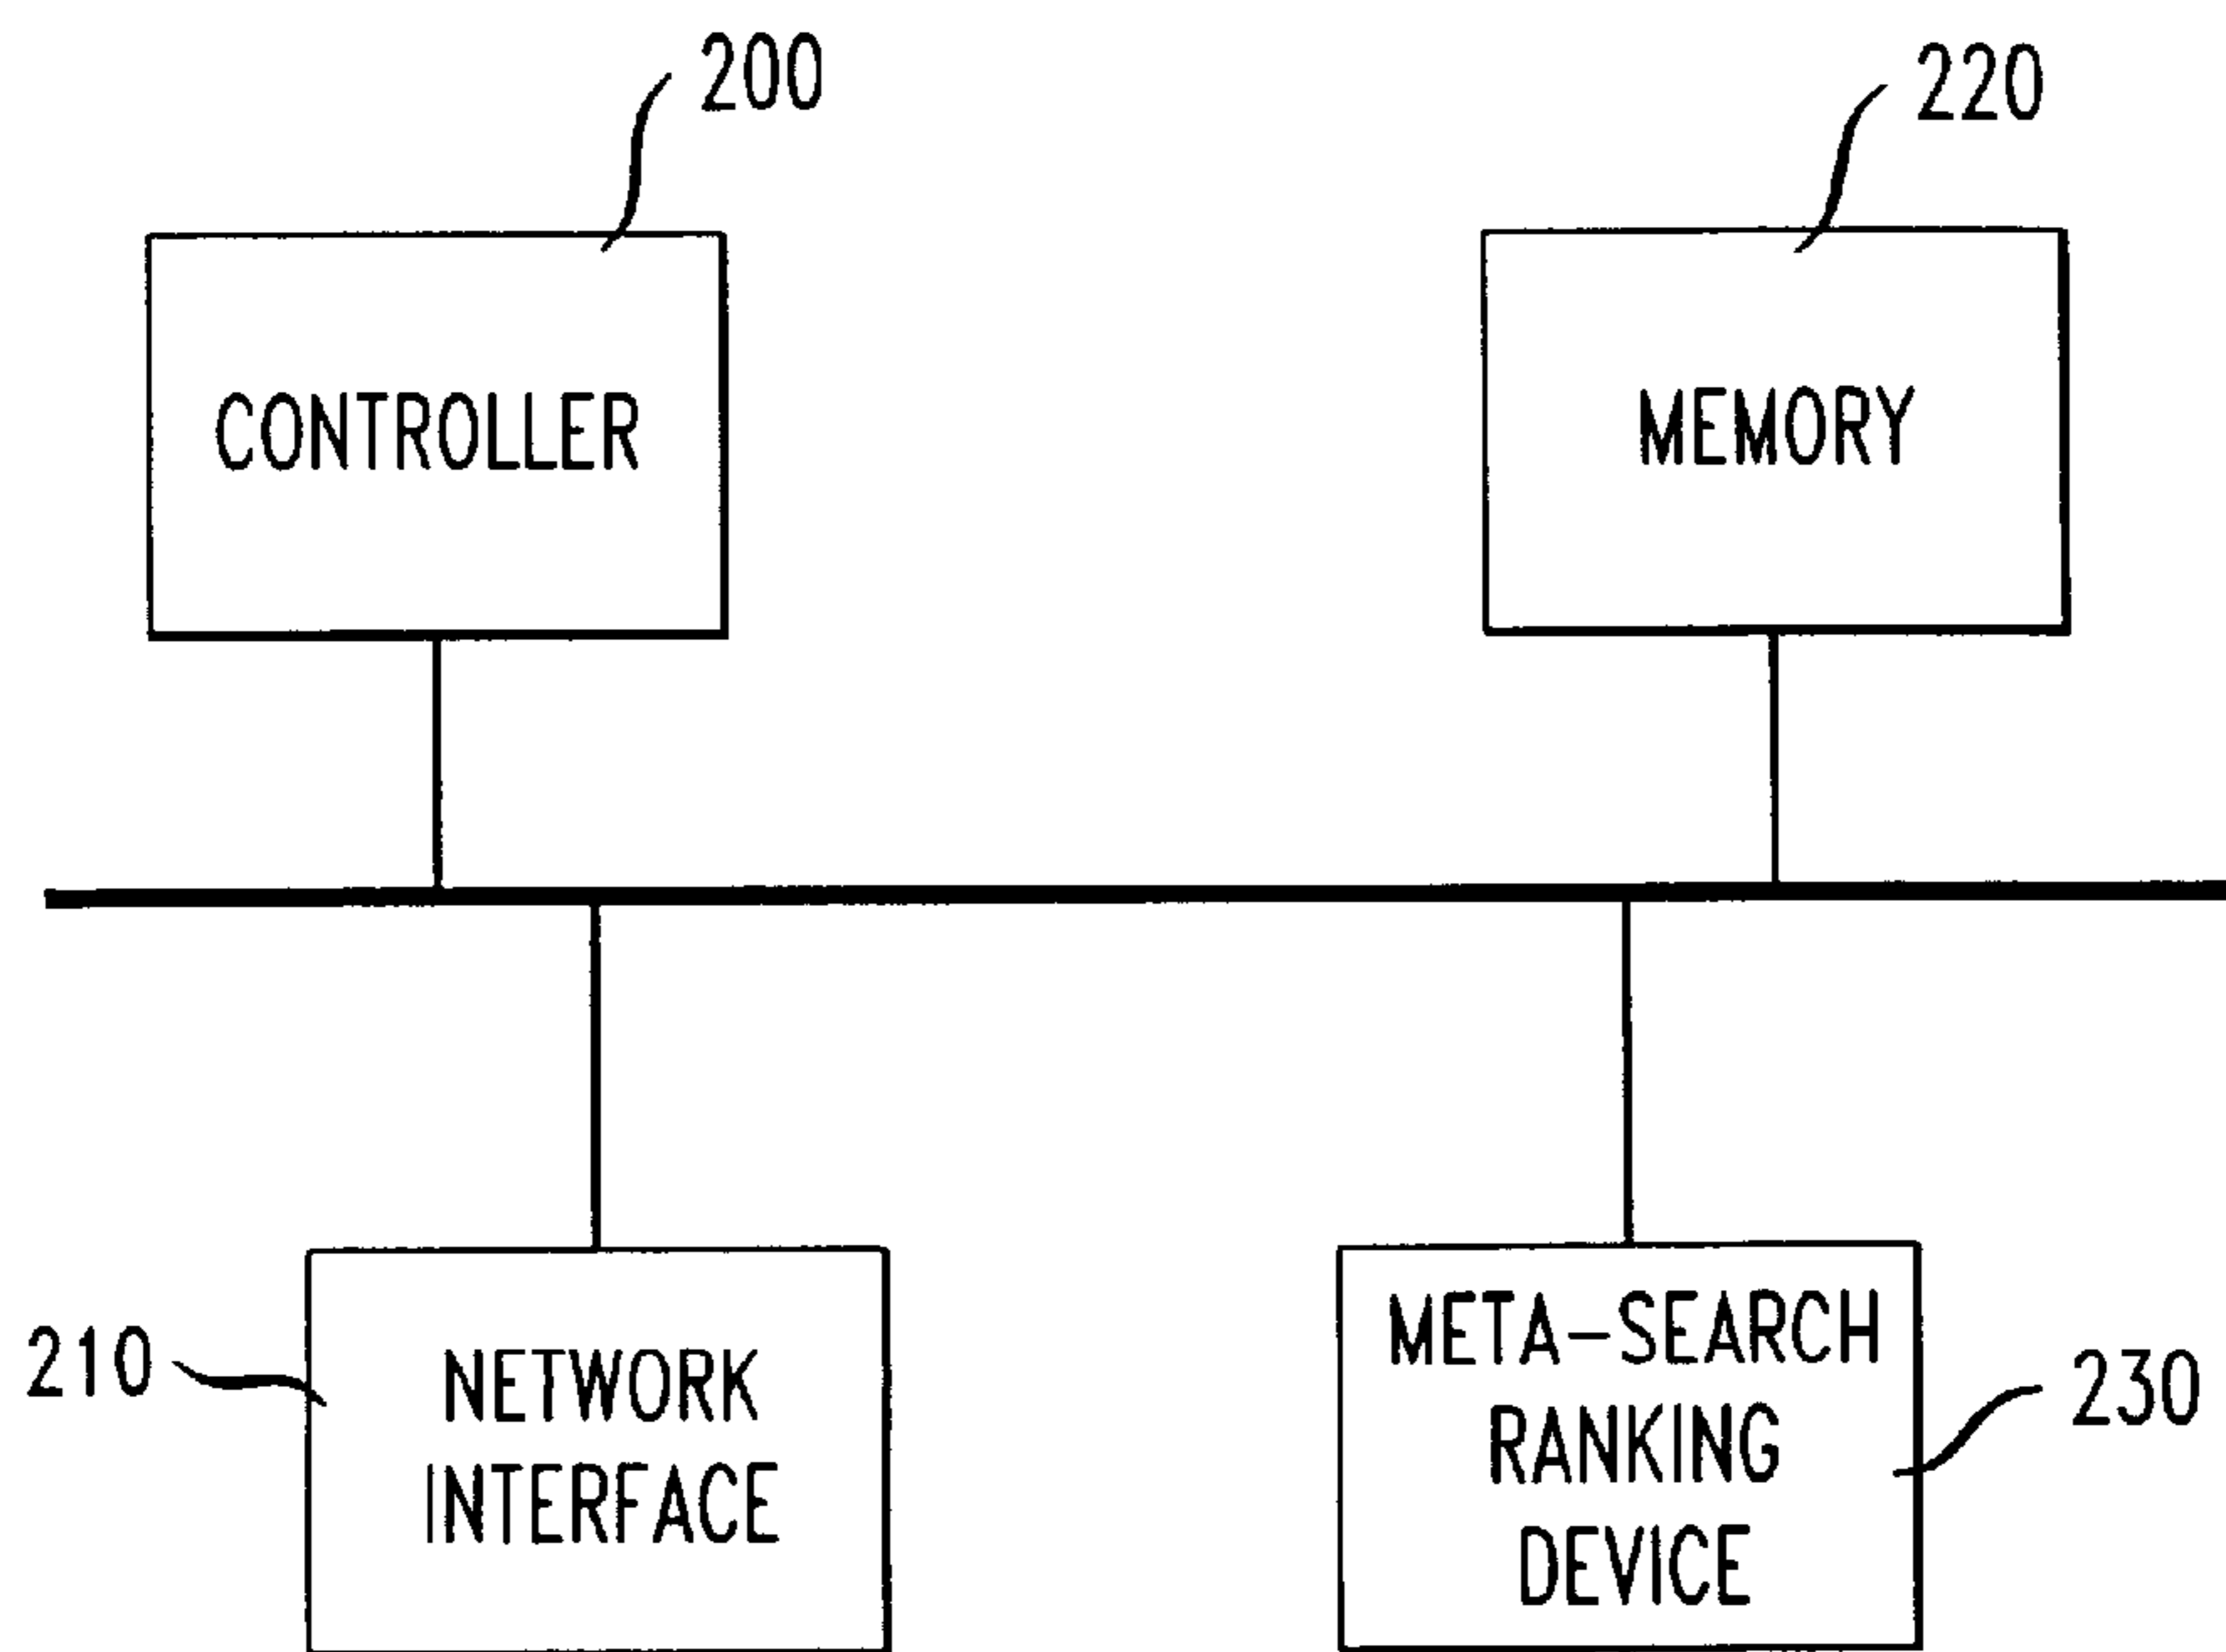 200
220
CONTROLLER
MEMORY
210
NETWORK
INTERFACE
META-SEARCH
RANKING
DEVICE
230